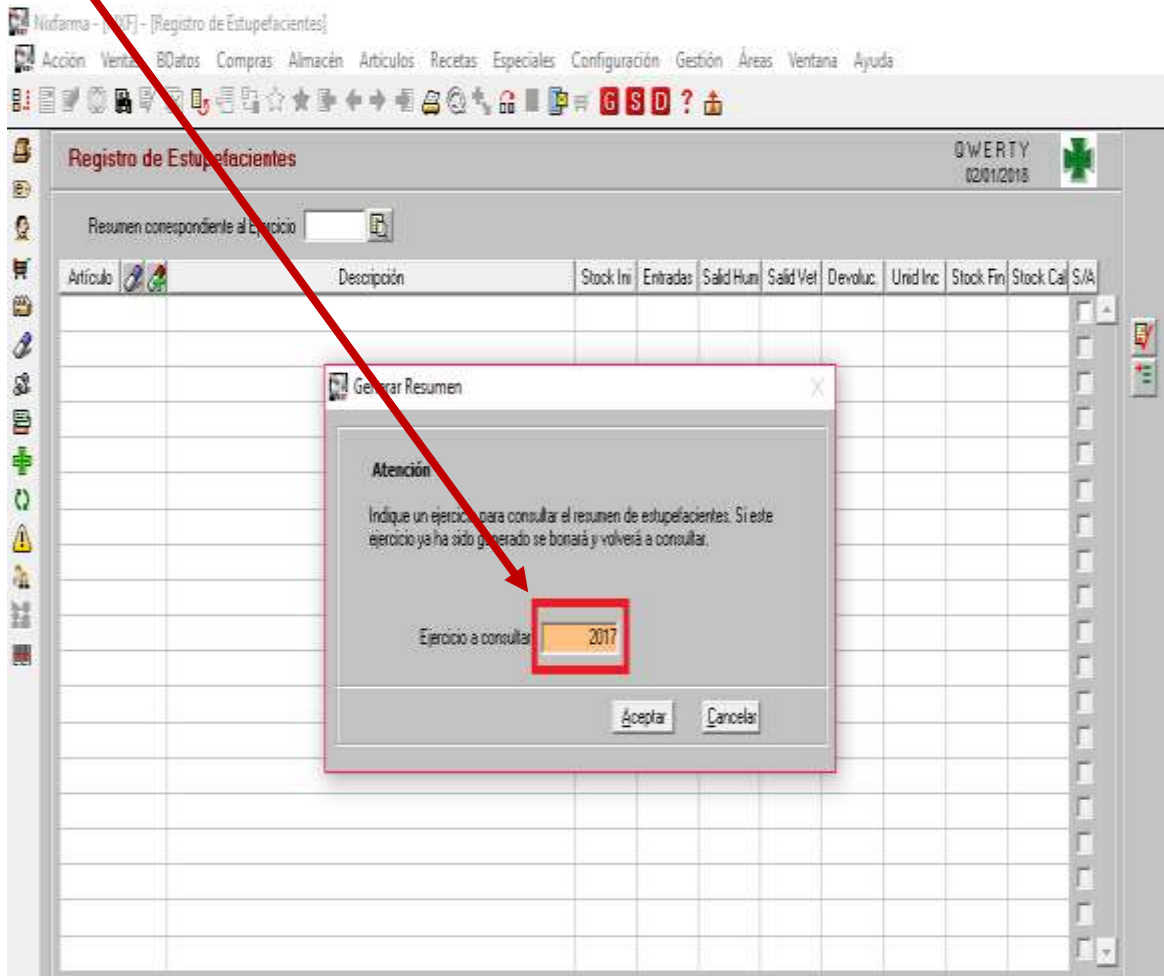 Nixfarma - [NIXF] - [Registro de Estupefacientes]
Acción Ventas BDatos Compras Almacén Artículos Recetas Especiales Configuración Gestión Áreas Ventana Ayuda
G S D ?
Registro de Estupefacientes
QWERTY
02/01/2018
Resumen correspondiente al Ejercicio
Artículo Descripción Stock Ini Entradas Salid Hum Salid Vet Devoluc. Unid Inc Stock Fin Stock Cal S/A
Generar Resumen
Atención
Indique un ejercicio para consultar el resumen de estupefacientes. Si este
ejercicio ya ha sido generado se borrará y volverá a consultar.
Ejercicio a consultar 2017
Aceptar Cancelar